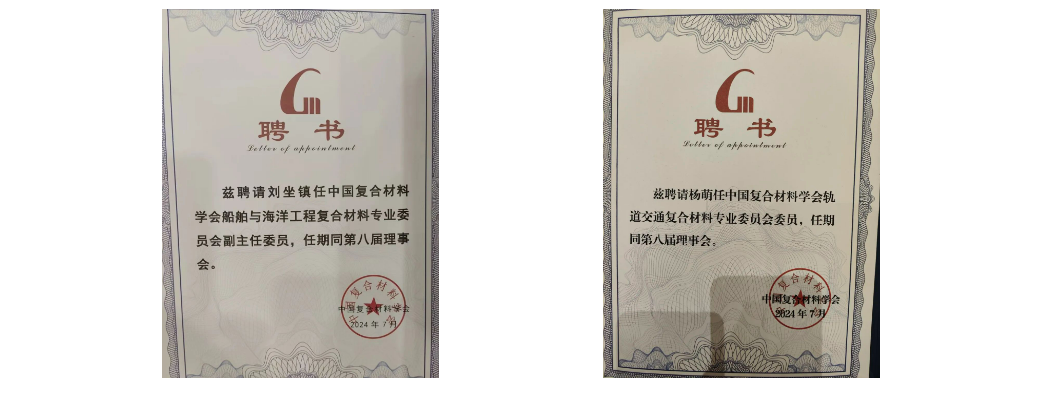 聘 书
Letter of appointment
兹聘请刘坐镇任中国复合材料
学会船舶与海洋工程复合材料专业委
员会副主任委员，任期同第八届理事
会。
中国复合材料学会
2024 年 7 月
聘 书
Letter of appointment
兹聘请杨萌任中国复合材料学会轨
道交通复合材料专业委员会委员，任期
同第八届理事会。
中国复合材料学会
2024 年 7 月